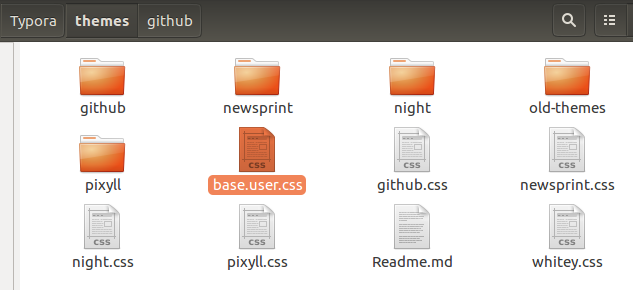 Typora themes github
github newsprint night old-themes
pixyll base.user.css github.css newsprint.css
night.css pixyll.css Readme.md whitey.css